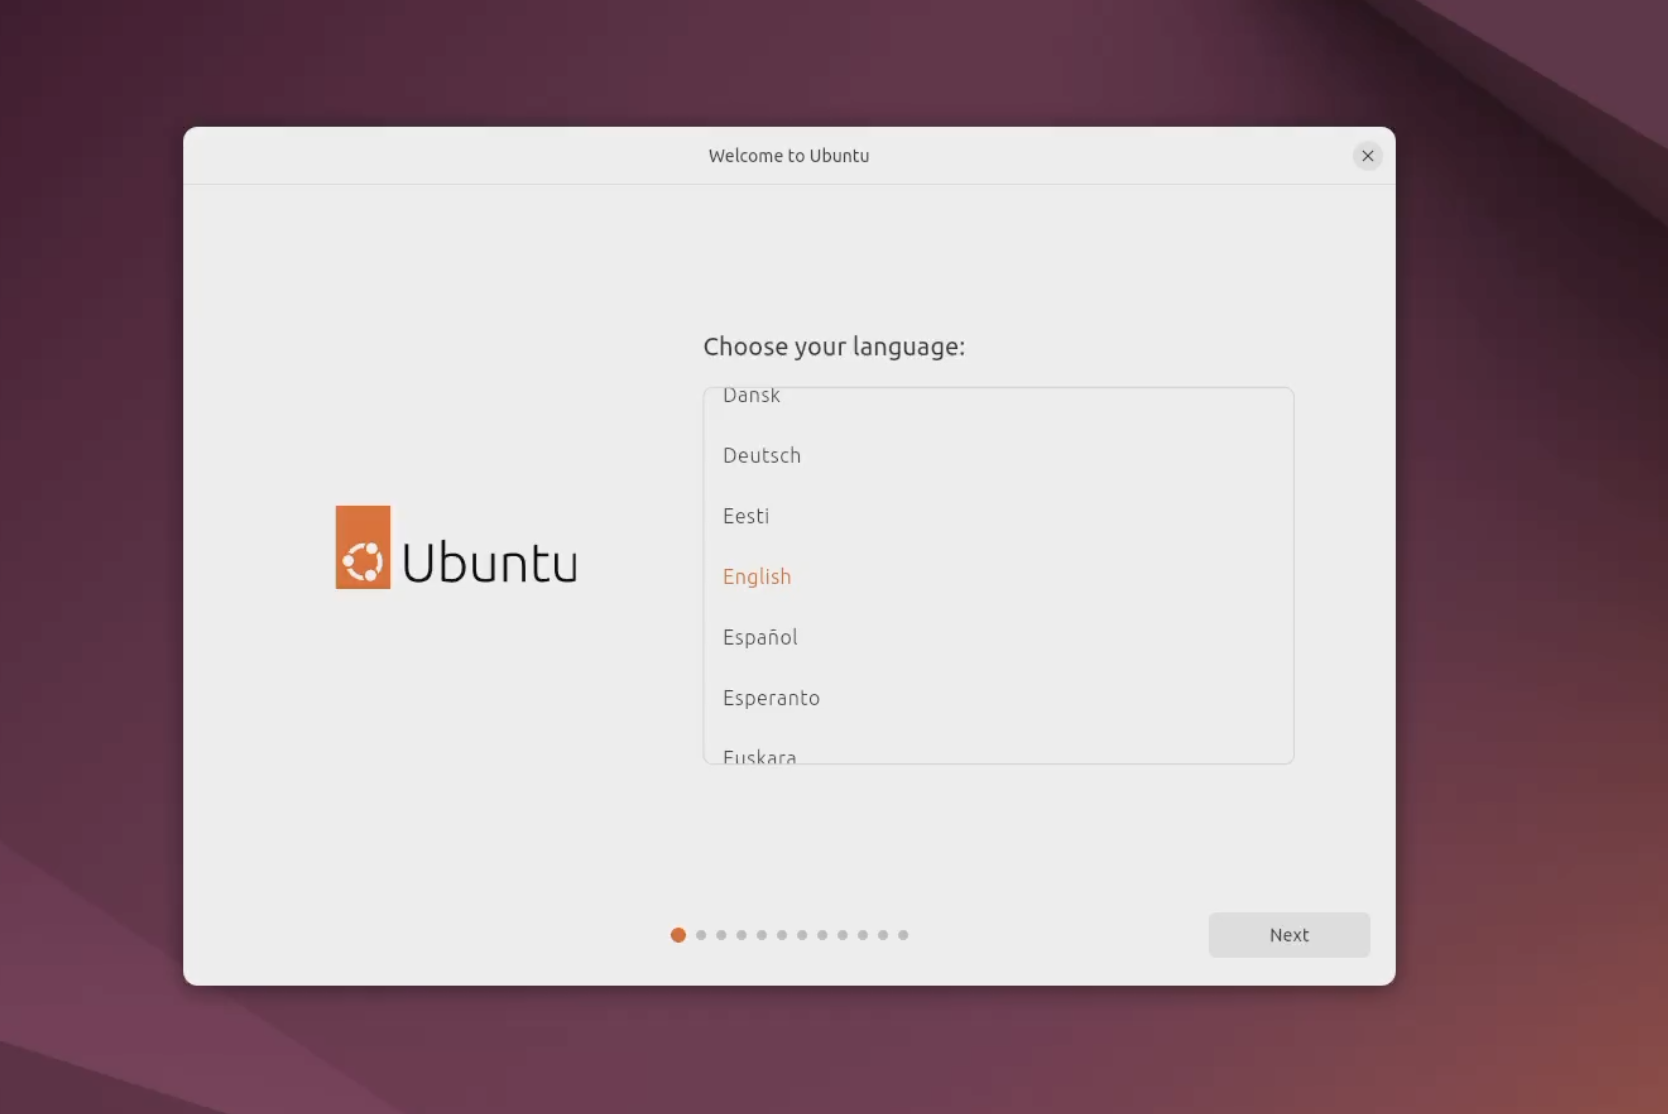 Welcome to Ubuntu
Choose your language:
Dansk
Deutsch
Eesti
English
Español
Esperanto
Euskara
Ubuntu
Next